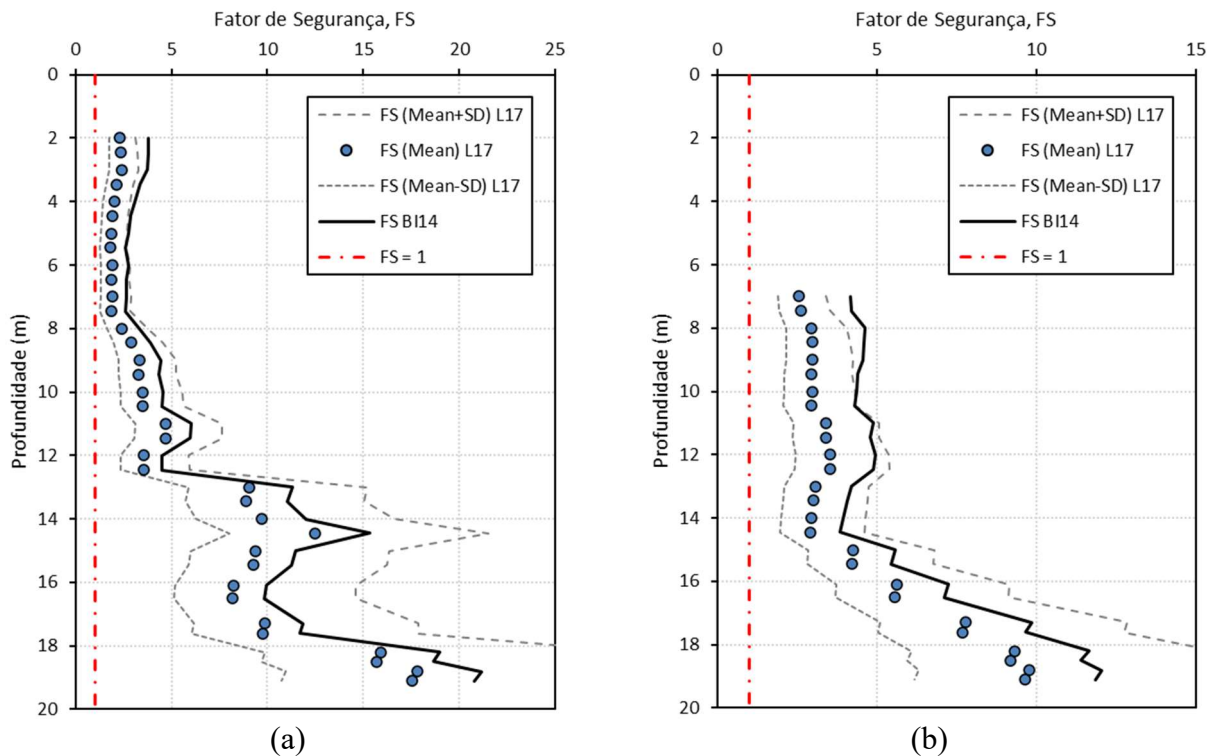 Fator de Segurança, FS
0 5 10 15 20 25
0
2
4
6
8
10
12
14
16
18
20
Profundidade (m)
FS (Mean+SD) L17
FS (Mean) L17
FS (Mean-SD) L17
FS BI14
FS = 1
(a)
Fator de Segurança, FS
0 5 10 15
0
2
4
6
8
10
12
14
16
18
20
Profundidade (m)
FS (Mean+SD) L17
FS (Mean) L17
FS (Mean-SD) L17
FS BI14
FS = 1
(b)